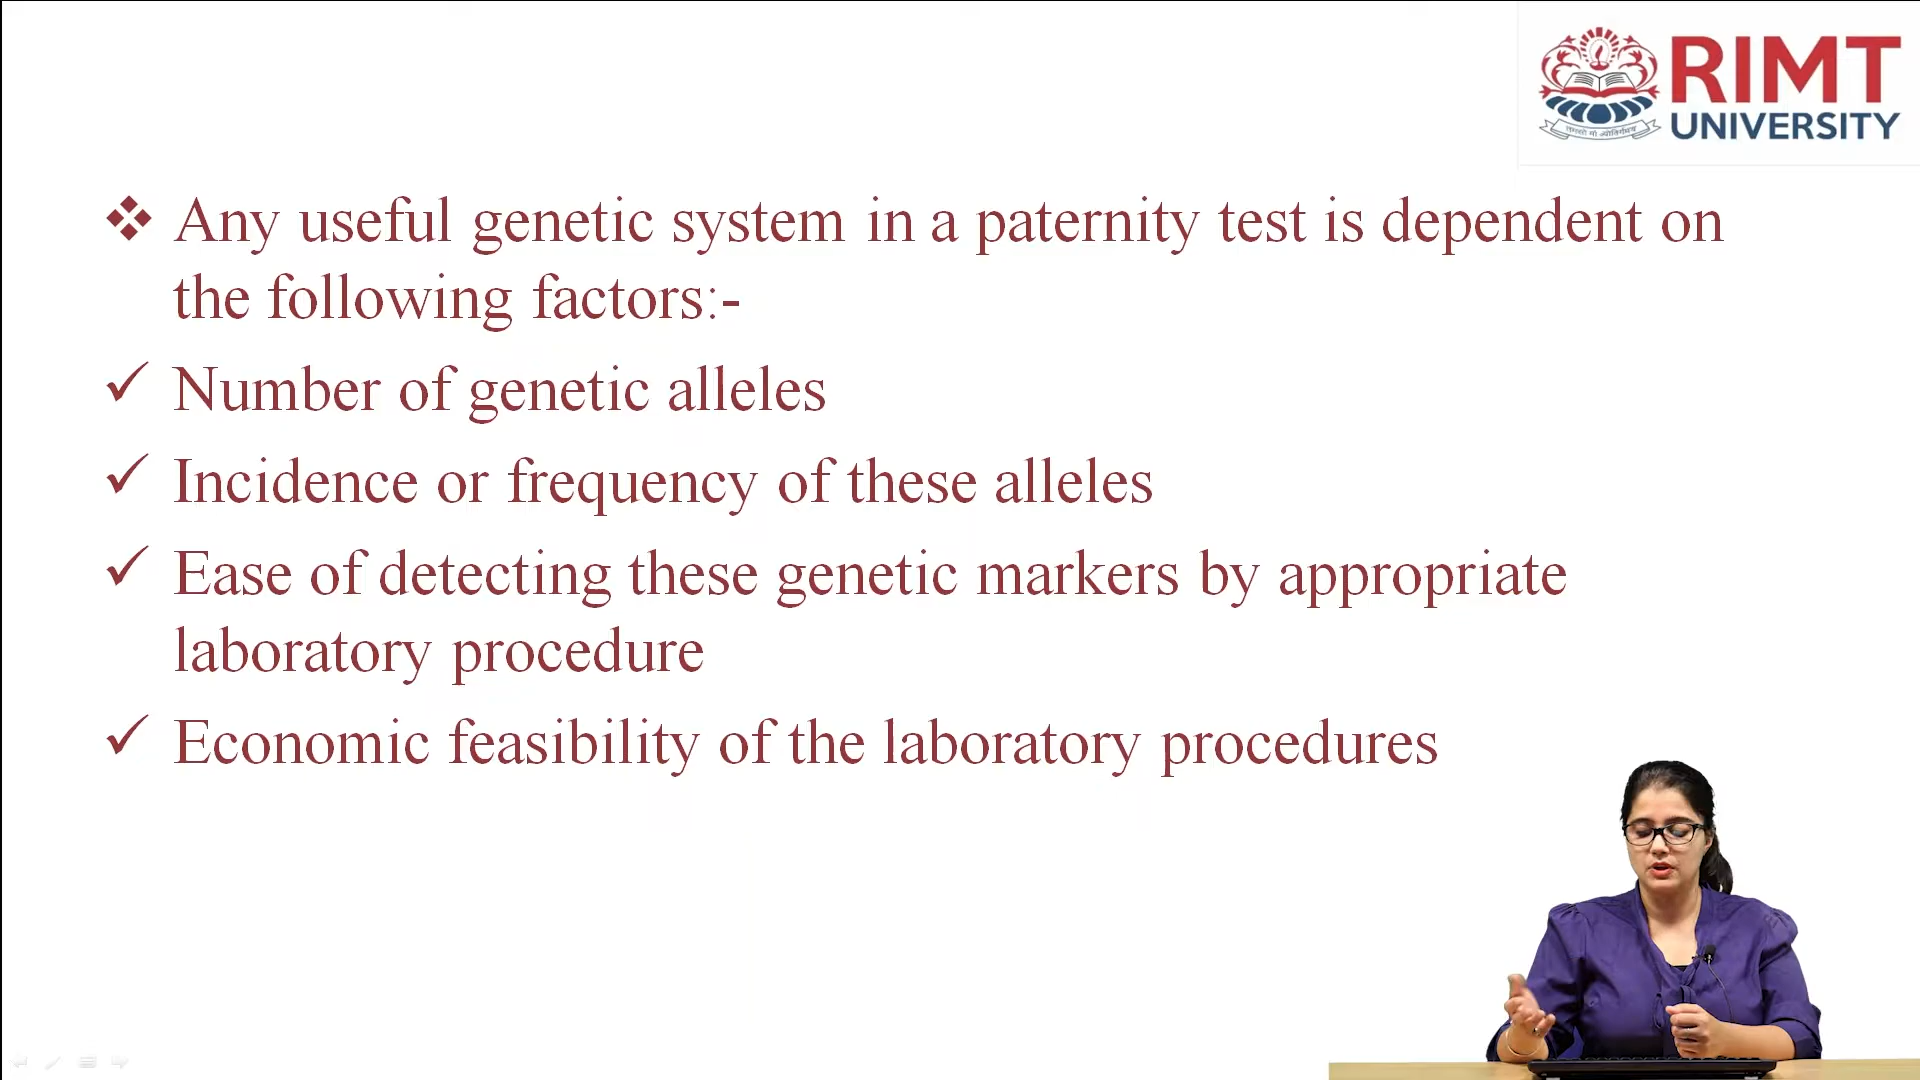 RIMT
UNIVERSITY
❖ Any useful genetic system in a paternity test is dependent on
the following factors:-
✓ Number of genetic alleles
✓ Incidence or frequency of these alleles
✓ Ease of detecting these genetic markers by appropriate
laboratory procedure
✓ Economic feasibility of the laboratory procedures